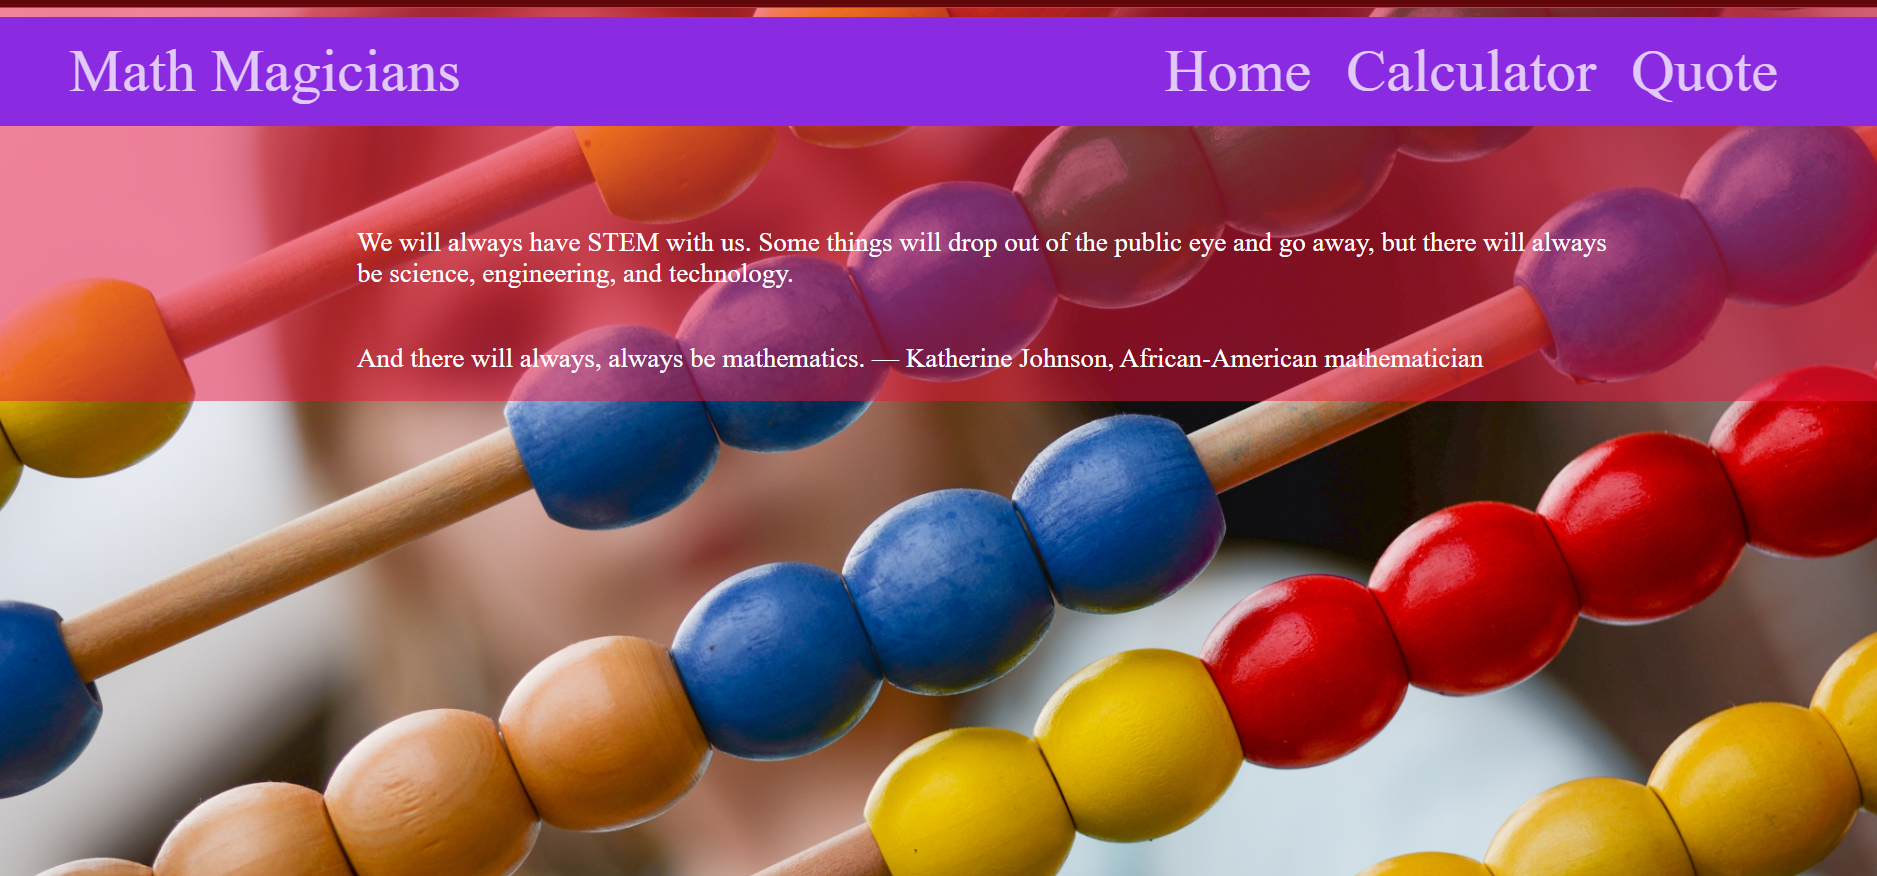 Math Magicians
Home Calculator Quote
We will always have STEM with us. Some things will drop out of the public eye and go away, but there will always
be science, engineering, and technology.
And there will always, always be mathematics. — Katherine Johnson, African-American mathematician